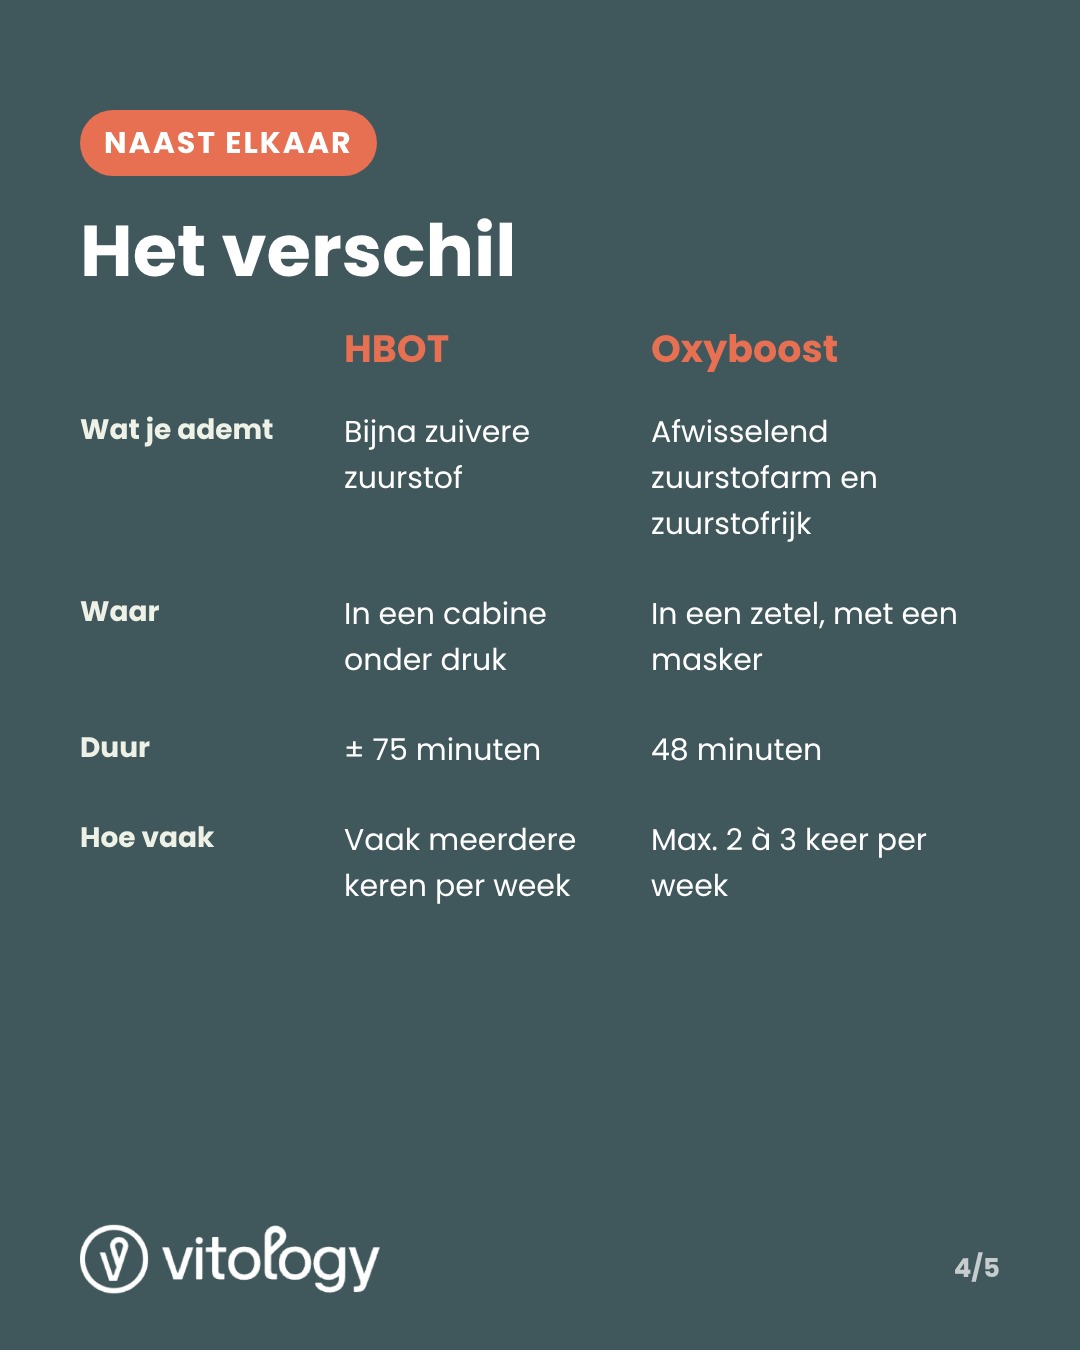 NAAST ELKAAR
Het verschil
HBOT Oxyboost
Wat je ademt Bijna zuivere Afwisselend
zuurstof zuurstofarm en
zuurstofrijk
Waar In een cabine In een zetel, met een
onder druk masker
Duur ± 75 minuten 48 minuten
Hoe vaak Vaak meerdere Max. 2 à 3 keer per
keren per week week
vitology 4/5